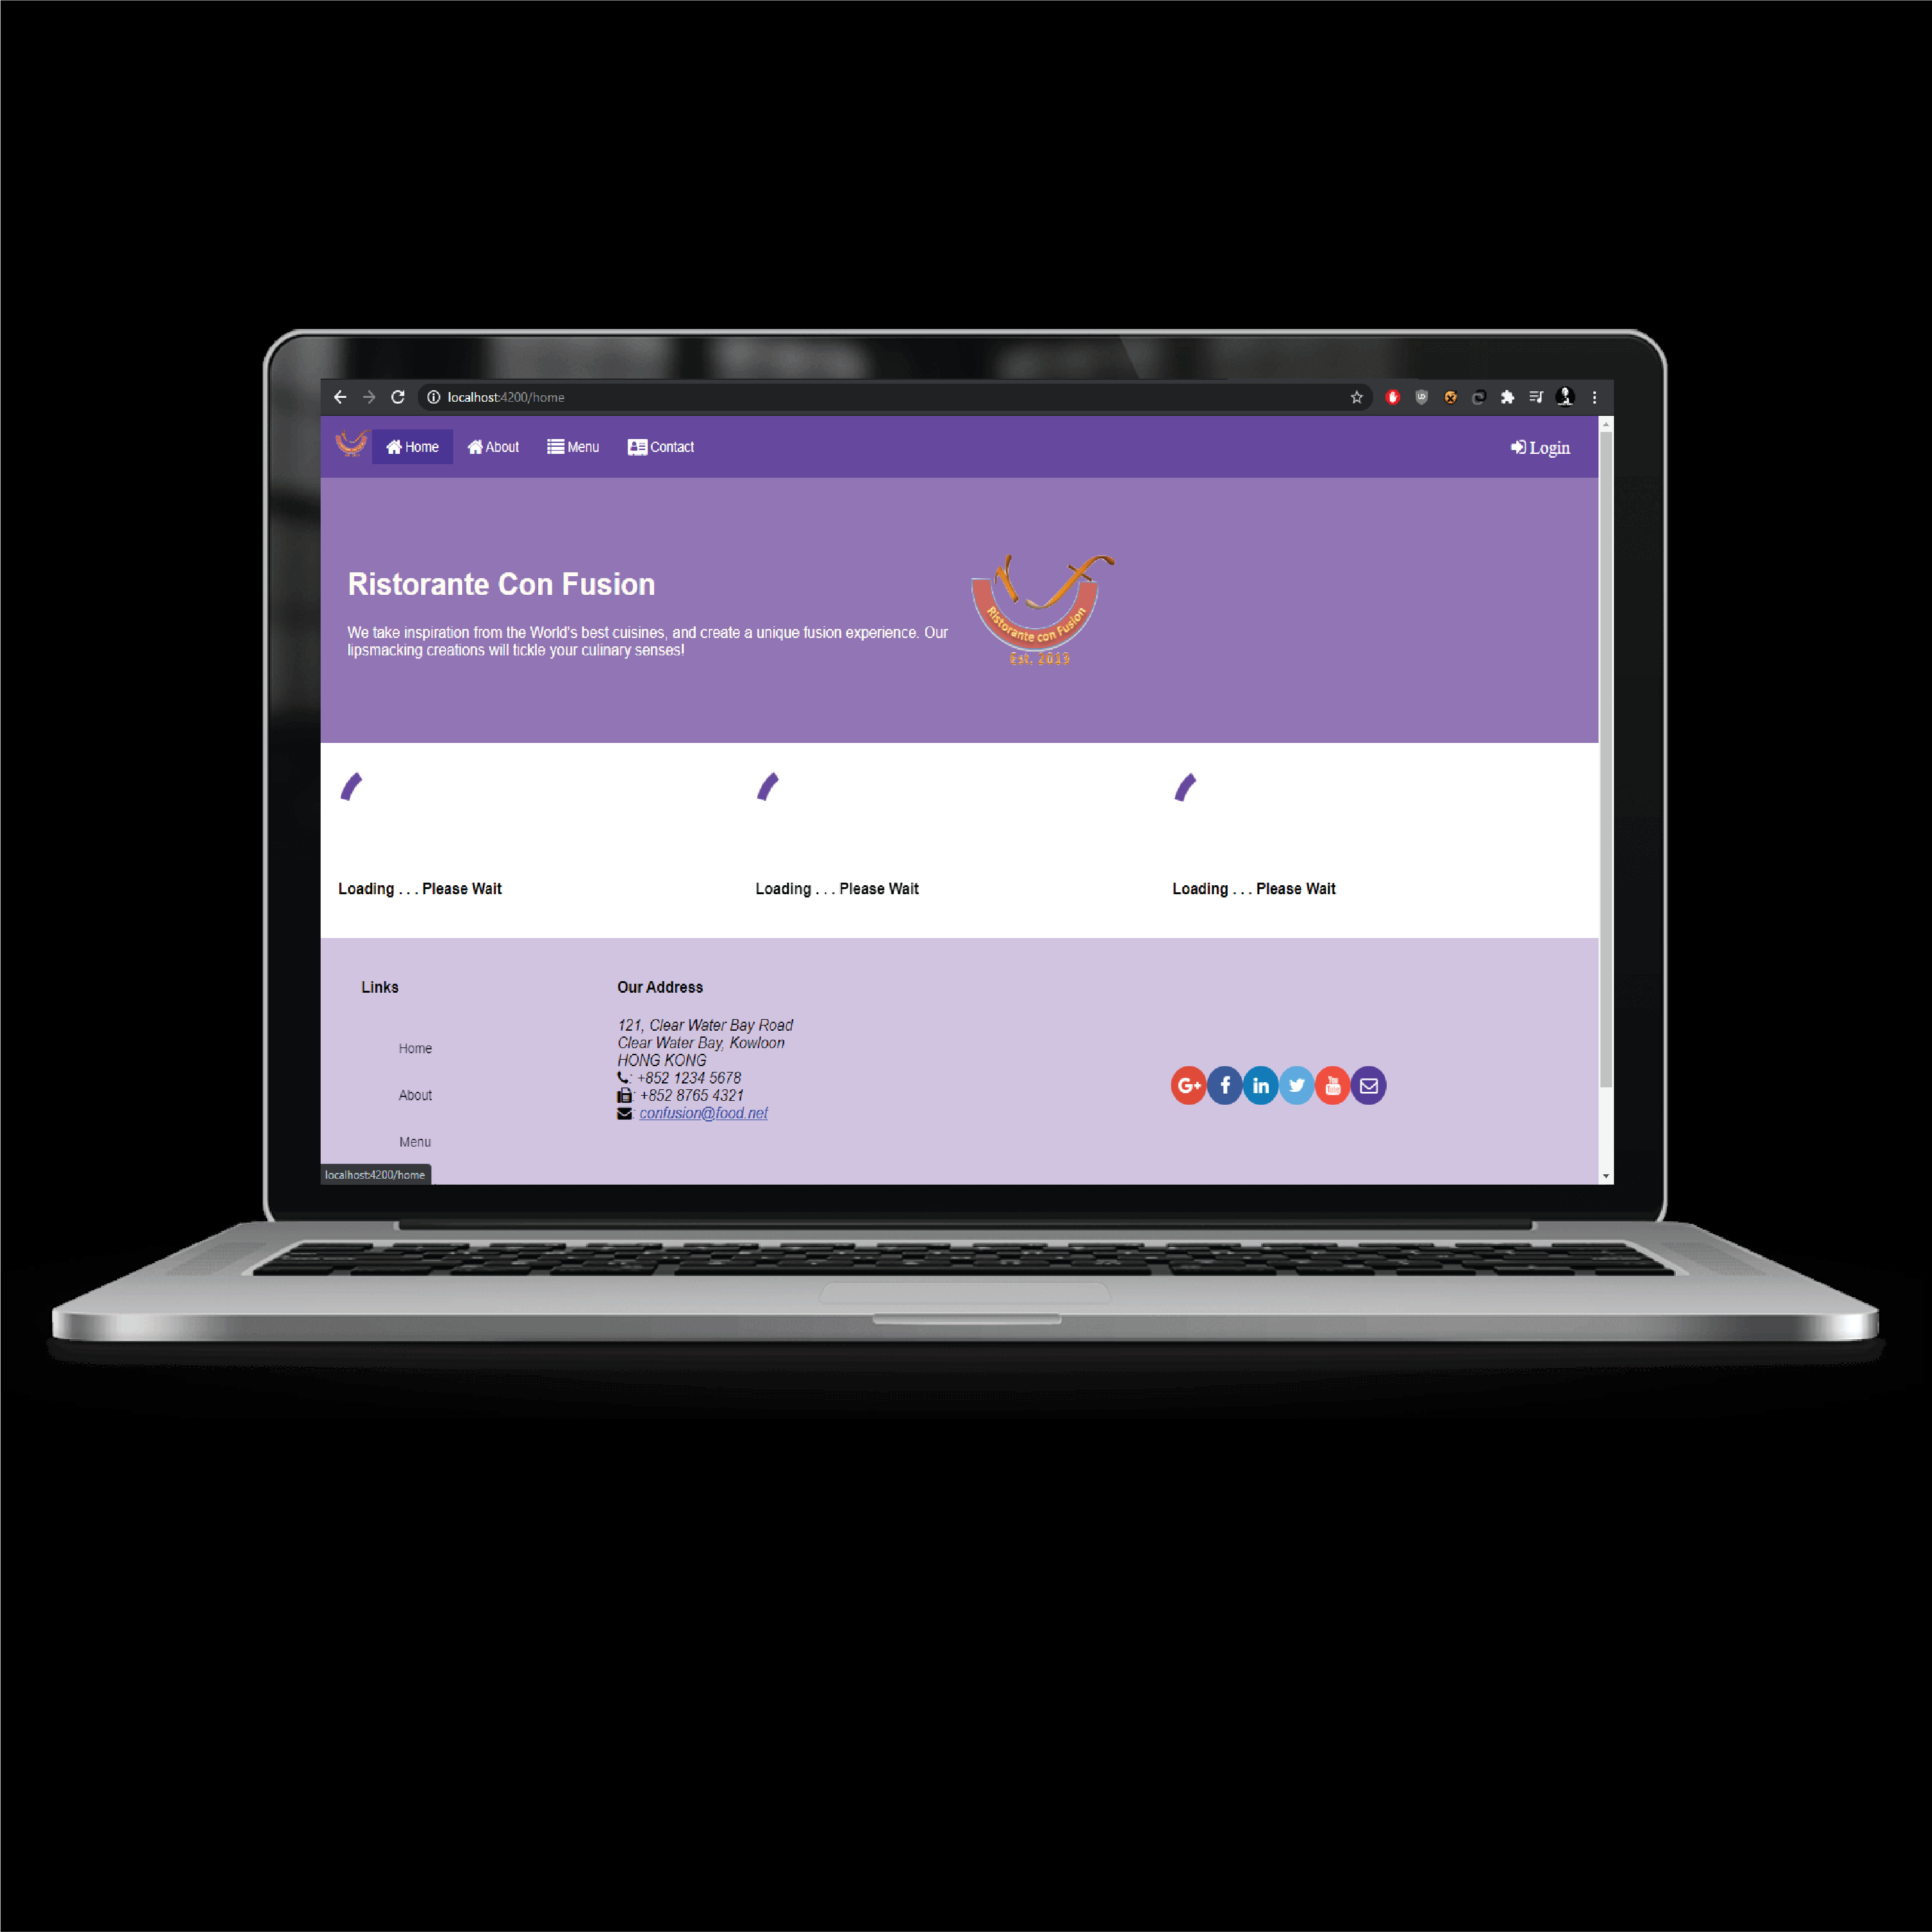 localhost:4200/home
Home About Menu Contact Login
Ristorante Con Fusion
We take inspiration from the World's best cuisines, and create a unique fusion experience. Our
lipsmacking creations will tickle your culinary senses!
Ristorante con Fusion
Est. 2013
Loading . . . Please Wait Loading . . . Please Wait Loading . . . Please Wait
Links
Home
About
Menu
Our Address
121, Clear Water Bay Road
Clear Water Bay, Kowloon
HONG KONG
: +852 1234 5678
: +852 8765 4321
: confusion@food.net
G+ f in You Tube
localhost:4200/home